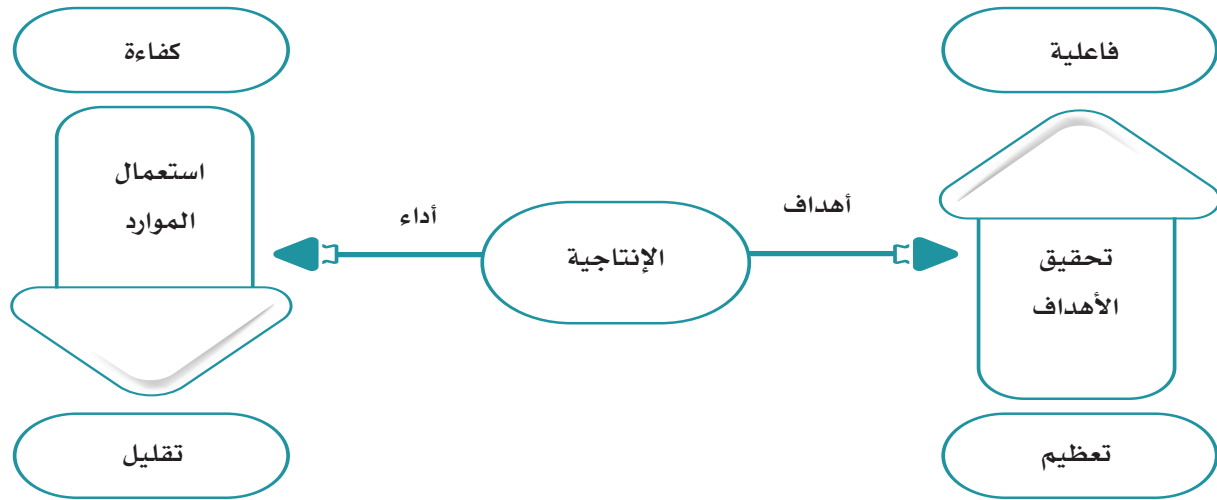 فاعلية
تحقيق
الأهداف
تعظيم
أهداف
الإنتاجية
أداء
كفاءة
استعمال
الموارد
تقليل